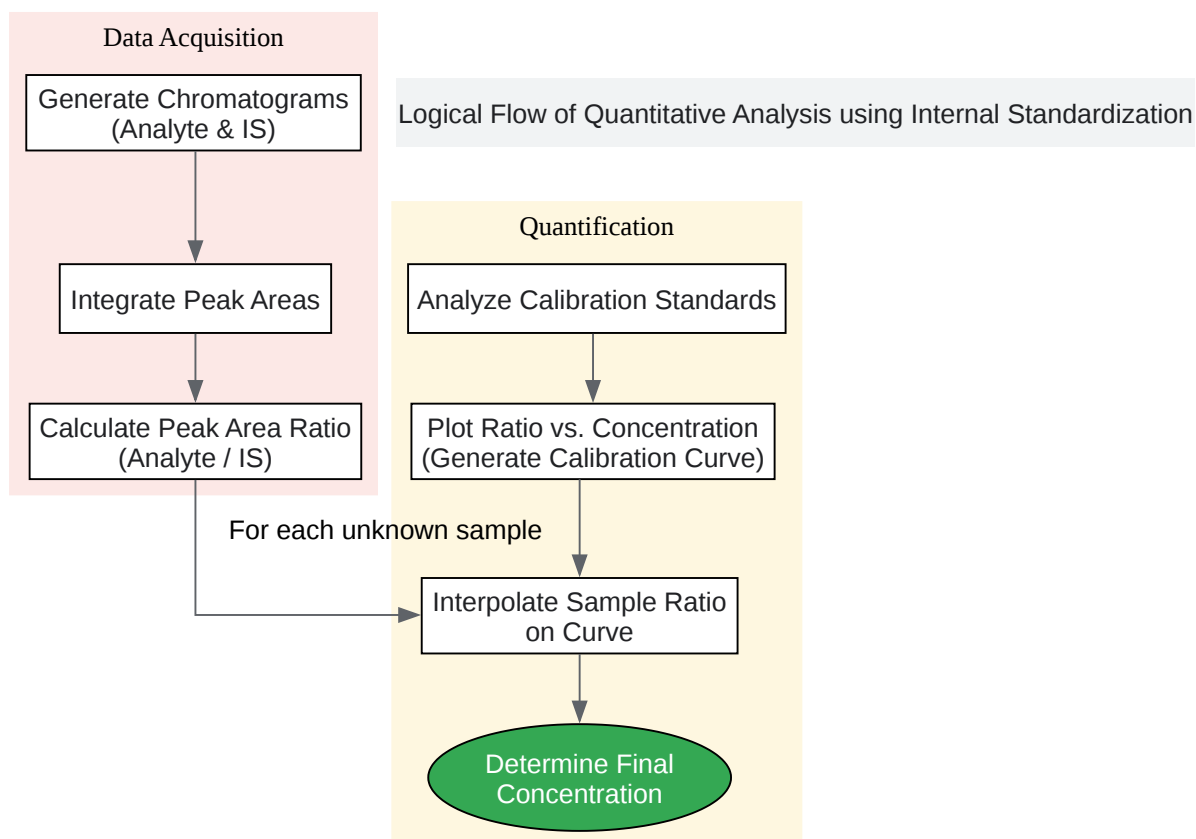 Data Acquisition
Generate Chromatograms
(Analyte & IS)
Logical Flow of Quantitative Analysis using Internal Standardization
Integrate Peak Areas
Calculate Peak Area Ratio
(Analyte / IS)
For each unknown sample
Quantification
Analyze Calibration Standards
Plot Ratio vs. Concentration
(Generate Calibration Curve)
Interpolate Sample Ratio
on Curve
Determine Final
Concentration